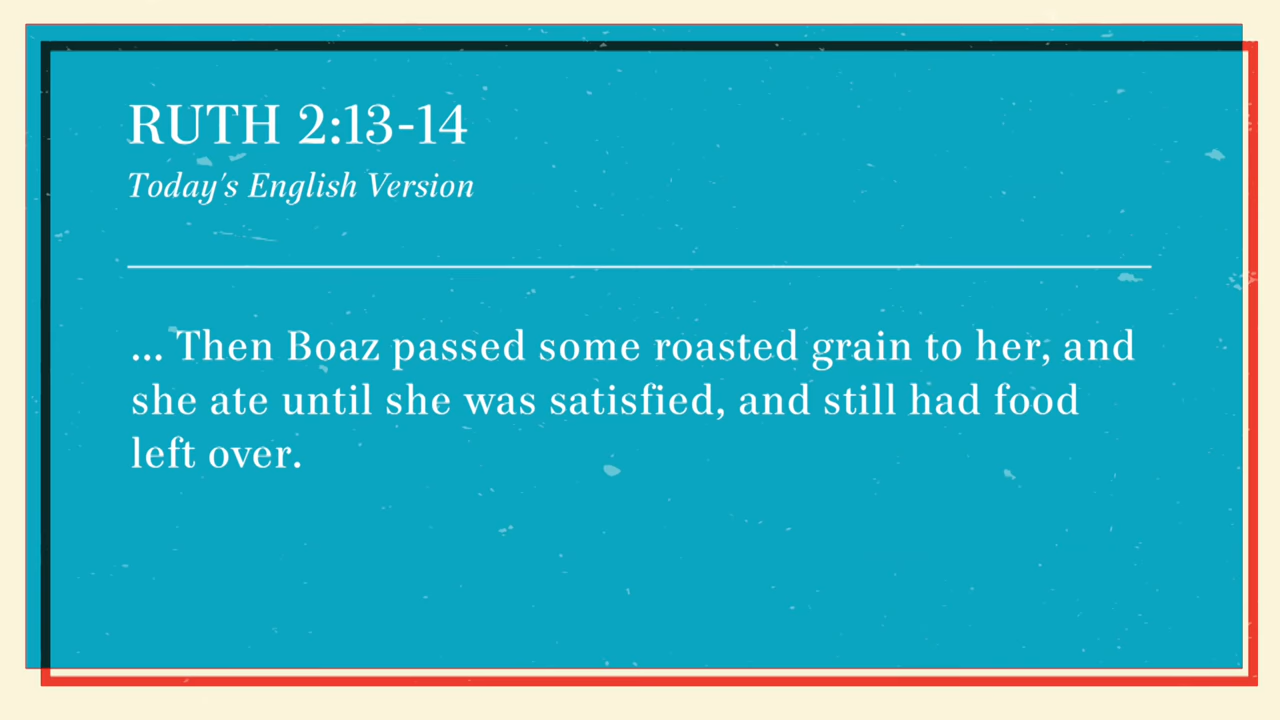 RUTH 2:13-14
Today's English Version
... Then Boaz passed some roasted grain to her, and
she ate until she was satisfied, and still had food
left over.